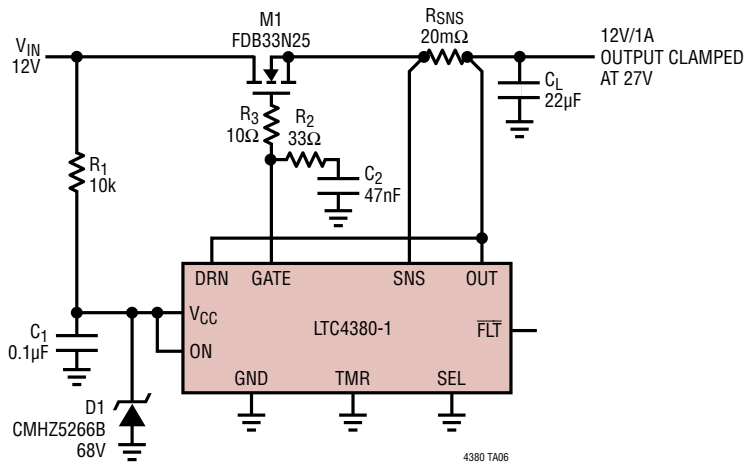 M1
FDB33N25
RSNS
20mΩ
VIN
12V
12V/1A
OUTPUT CLAMPED
AT 27V
CL
22µF
R3
10Ω
R2
33Ω
R1
10k
C2
47nF
DRN GATE SNS OUT
VCC
LTC4380-1
FLT
ON
C1
0.1µF
GND TMR SEL
D1
CMHZ5266B
68V
4380 TA06